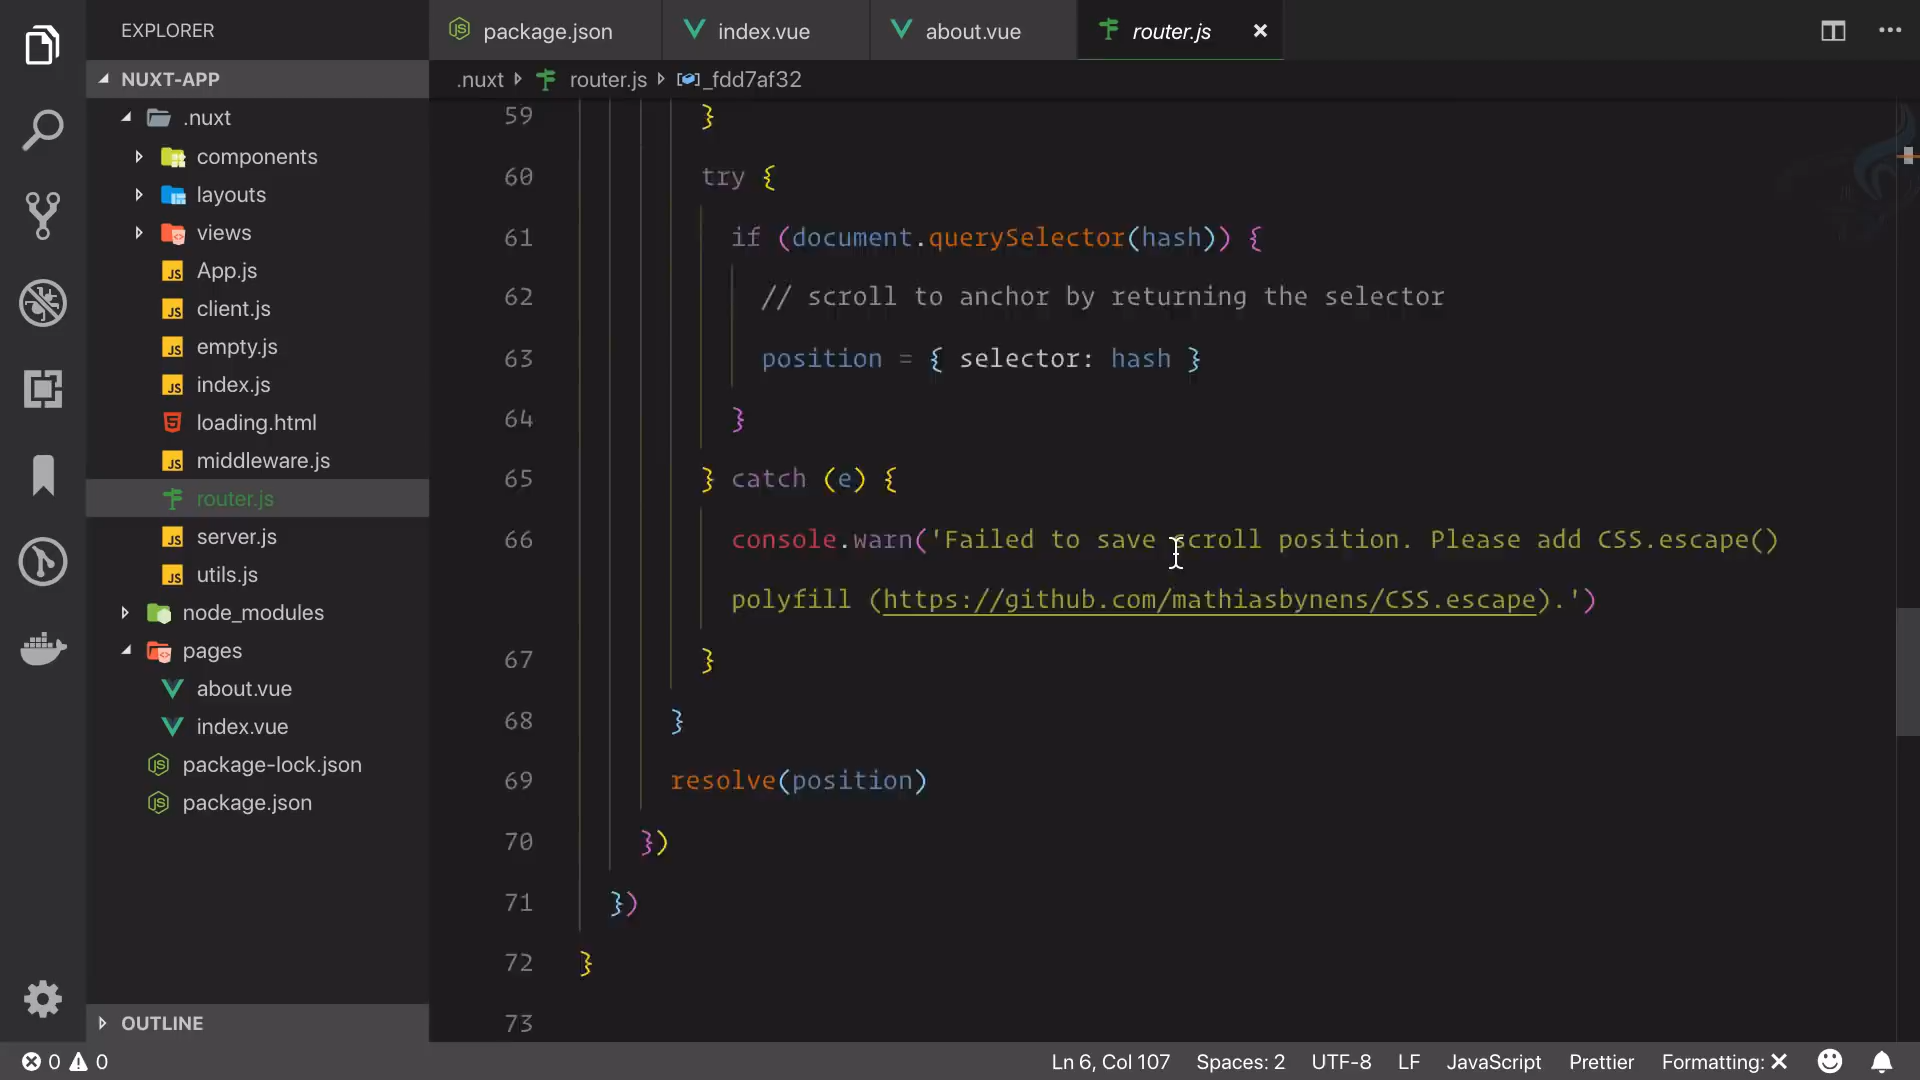 EXPLORER
NUXT-APP
.nuxt
components
layouts
views
App.js
client.js
empty.js
index.js
loading.html
middleware.js
router.js
server.js
utils.js
node_modules
pages
about.vue
index.vue
package-lock.json
package.json
OUTLINE
package.json index.vue about.vue router.js
.nuxt router.js _fdd7af32
59 }
60 try {
61 if (document.querySelector(hash)) {
62 // scroll to anchor by returning the selector
63 position = { selector: hash }
64 }
65 } catch (e) {
66 console.warn('Failed to save scroll position. Please add CSS.escape()
polyfill (https://github.com/mathiasbynens/CSS.escape).')
67 }
68 }
69 resolve(position)
70 })
71 })
72 }
73
0 0 Ln 6, Col 107 Spaces: 2 UTF-8 LF JavaScript Prettier Formatting: ✕